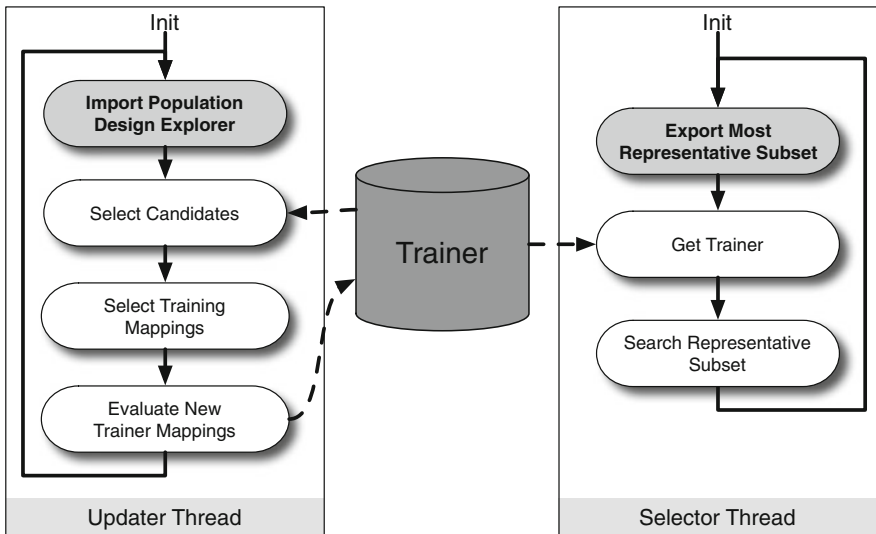 Init
Import Population
Design Explorer
Select Candidates
Select Training
Mappings
Evaluate New
Trainer Mappings
Updater Thread
Trainer
Init
Export Most
Representative Subset
Get Trainer
Search Representative
Subset
Selector Thread